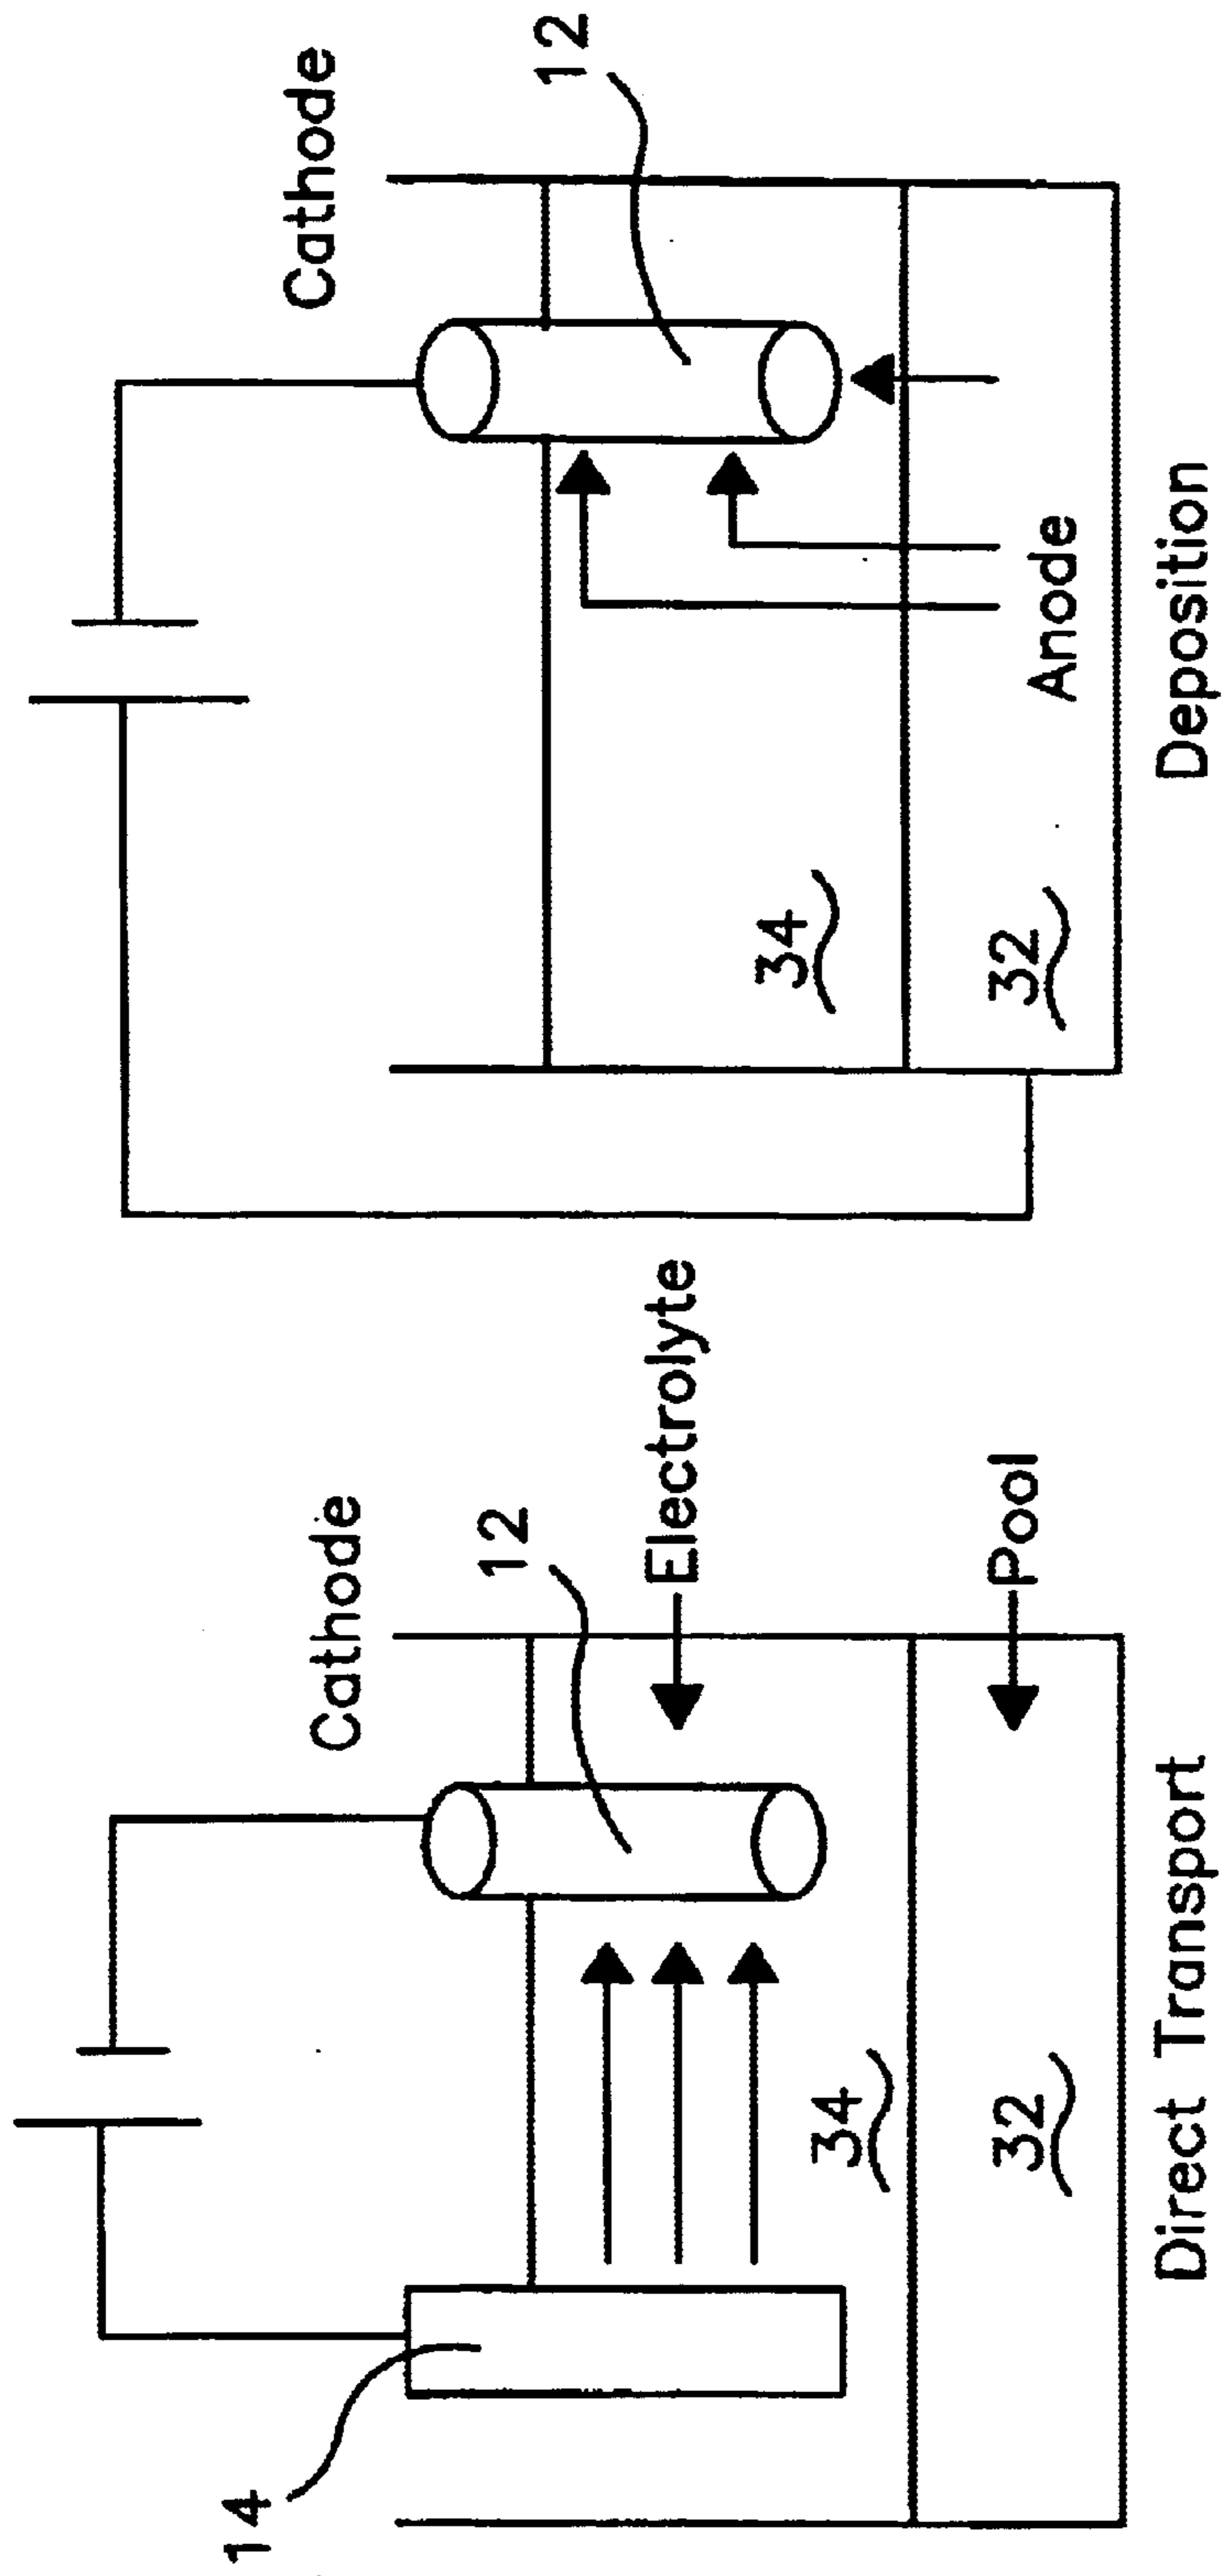 Cathode
12
14
Electrolyte
34
Pool
32
Direct Transport
Cathode
12
34
32
Anode
Deposition